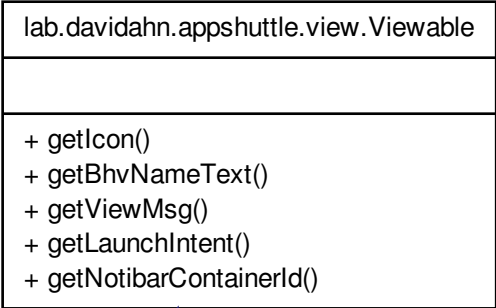 lab.davidahn.appshuttle.view.Viewable
+ getIcon()
+ getBhvNameText()
+ getViewMsg()
+ getLaunchIntent()
+ getNotibarContainerId()